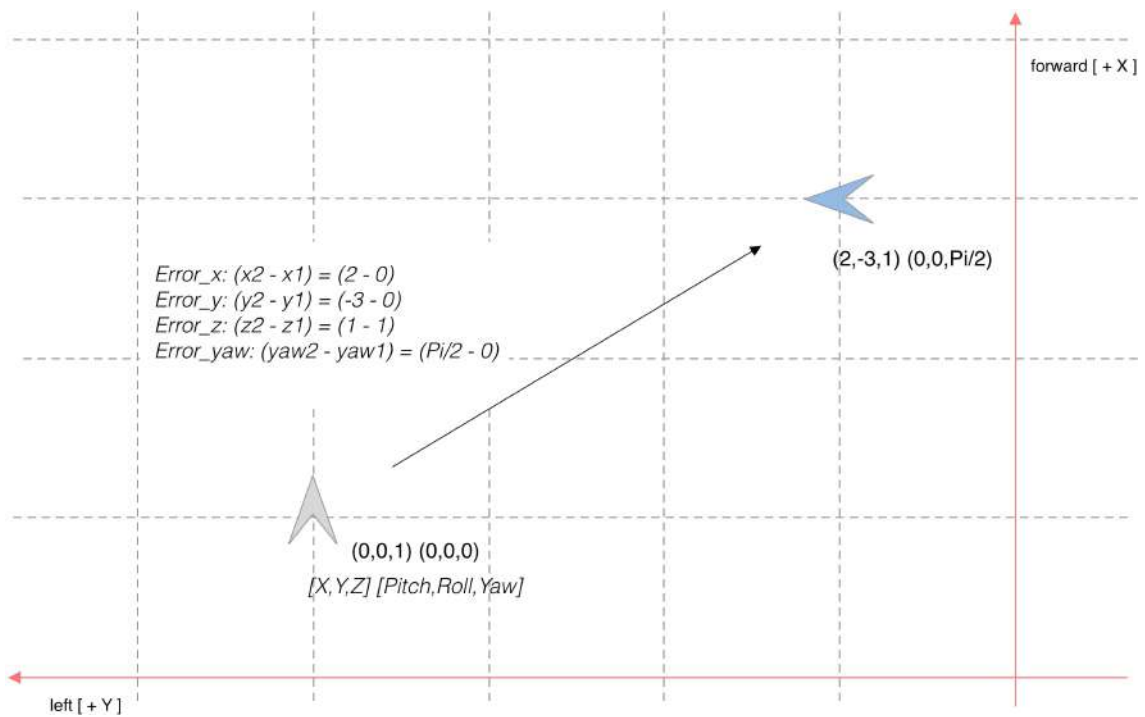 forward [ + X ]
(2,-3,1) (0,0,Pi/2)
Error_x: (x2 - x1) = (2 - 0)
Error_y: (y2 - y1) = (-3 - 0)
Error_z: (z2 - z1) = (1 - 1)
Error_yaw: (yaw2 - yaw1) = (Pi/2 - 0)
(0,0,1) (0,0,0)
[X,Y,Z] [Pitch,Roll,Yaw]
left [ + Y ]